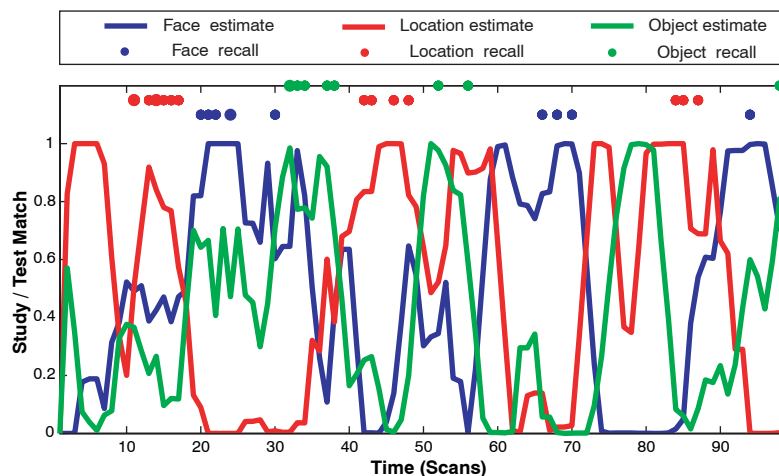 Face estimate Location estimate Object estimate
Face recall Location recall Object recall
1
0.8
0.6
0.4
0.2
0
Study / Test Match
10 20 30 40 50 60 70 80 90
Time (Scans)